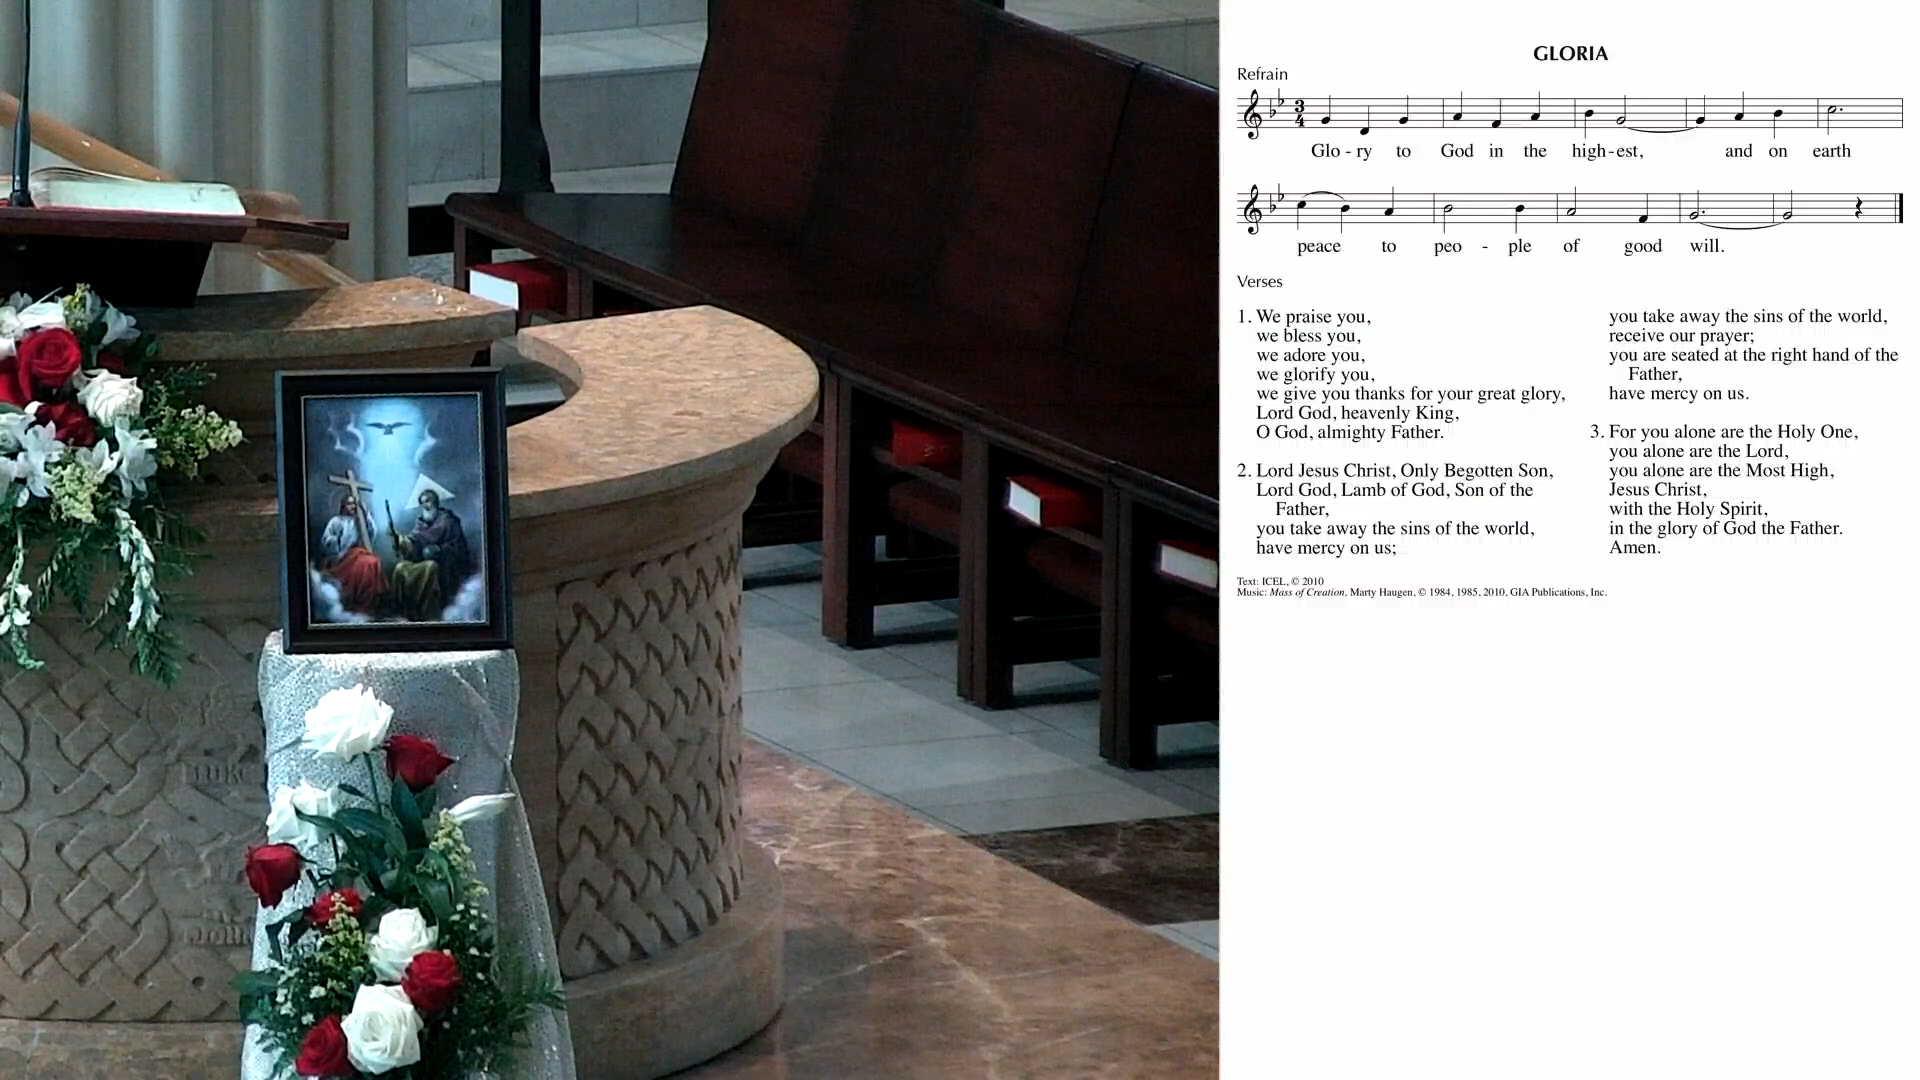 GLORIA
Refrain
3
4
Glo - ry to God in the high - est, and on earth
peace to peo - ple of good will.
Verses
1. We praise you,
we bless you,
we adore you,
we glorify you,
we give you thanks for your great glory,
Lord God, heavenly King,
O God, almighty Father.
2. Lord Jesus Christ, Only Begotten Son,
Lord God, Lamb of God, Son of the
Father,
you take away the sins of the world,
have mercy on us;
you take away the sins of the world,
receive our prayer;
you are seated at the right hand of the
Father,
have mercy on us.
3. For you alone are the Holy One,
you alone are the Lord,
you alone are the Most High,
Jesus Christ,
with the Holy Spirit,
in the glory of God the Father.
Amen.
Text: ICEL, © 2010
Music: Mass of Creation, Marty Haugen, © 1984, 1985, 2010, GIA Publications, Inc.
LUKE
JOHN